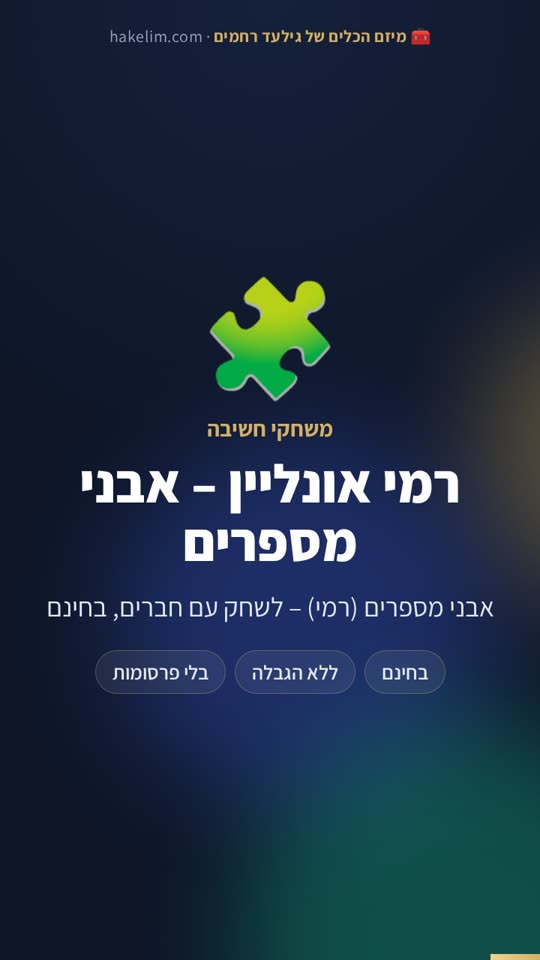 🧰 מיזם הכלים של גילעד רחמים · hakelim.com
משחקי חשיבה
רמי אונליין – אבני
מספרים
אבני מספרים (רמי) – לשחק עם חברים, בחינם
בחינם
ללא הגבלה
בלי פרסומות